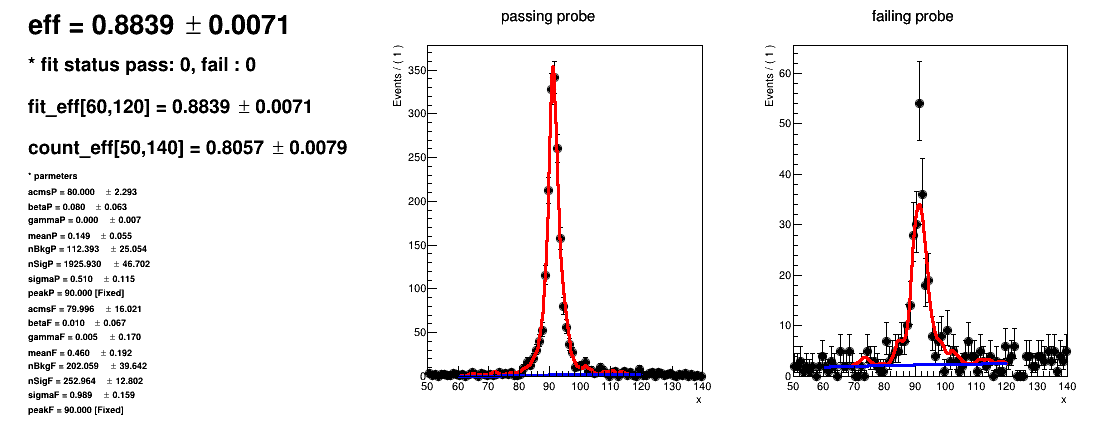 eff = 0.8839 ± 0.0071
* fit status pass: 0, fail : 0
fit_eff[60,120] = 0.8839 ± 0.0071
count_eff[50,140] = 0.8057 ± 0.0079
* parmeters
acmsP = 80.000 ± 2.293
betaP = 0.080 ± 0.063
gammaP = 0.000 ± 0.007
meanP = 0.149 ± 0.055
nBkgP = 112.393 ± 25.054
nSigP = 1925.930 ± 46.702
sigmaP = 0.510 ± 0.115
peakP = 90.000 [Fixed]
acmsF = 79.996 ± 16.021
betaF = 0.010 ± 0.067
gammaF = 0.005 ± 0.170
meanF = 0.460 ± 0.192
nBkgF = 202.059 ± 39.642
nSigF = 252.964 ± 12.802
sigmaF = 0.989 ± 0.159
peakF = 90.000 [Fixed]
passing probe
Events / ( 1 )
350
300
250
200
150
100
50
0
50 60 70 80 90 100 110 120 130 140
x
failing probe
Events / ( 1 )
60
50
40
30
20
10
0
50 60 70 80 90 100 110 120 130 140
x